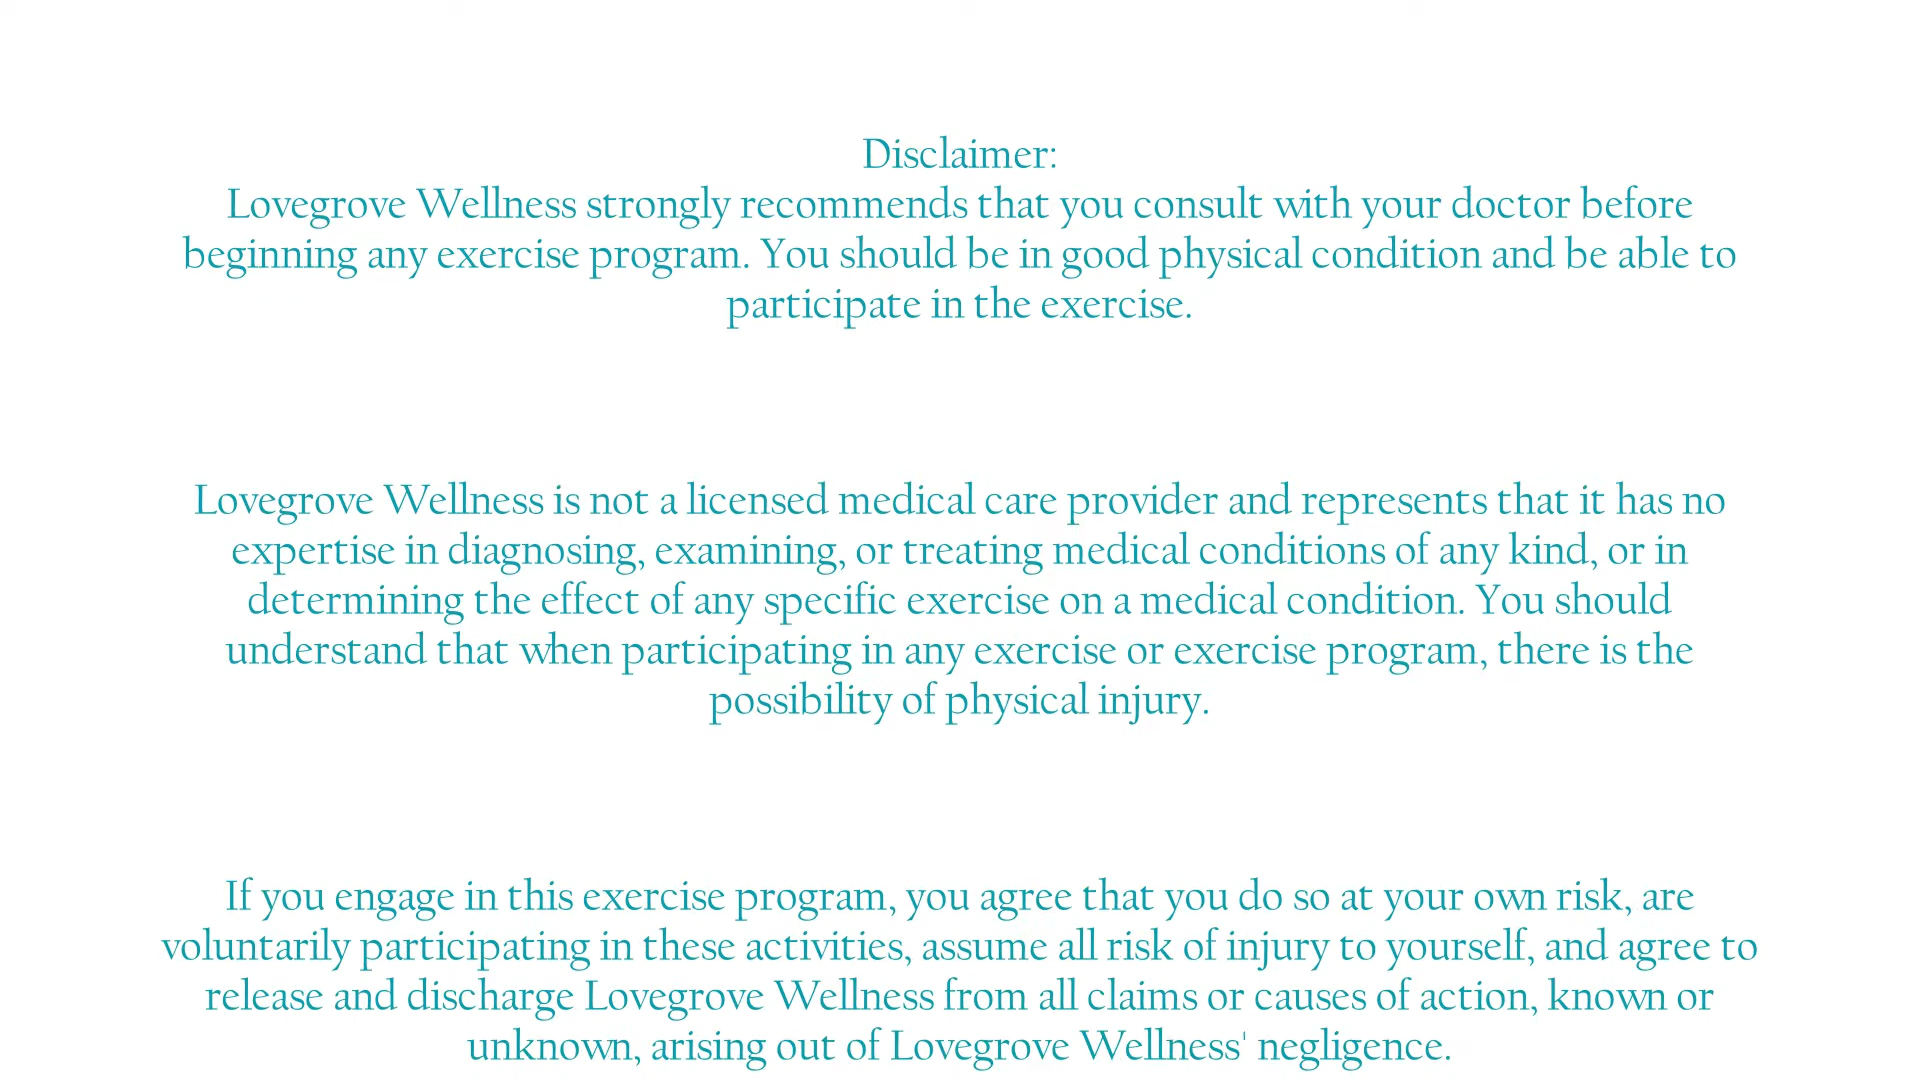 Disclaimer:
Lovegrove Wellness strongly recommends that you consult with your doctor before
beginning any exercise program. You should be in good physical condition and be able to
participate in the exercise.
Lovegrove Wellness is not a licensed medical care provider and represents that it has no
expertise in diagnosing, examining, or treating medical conditions of any kind, or in
determining the effect of any specific exercise on a medical condition. You should
understand that when participating in any exercise or exercise program, there is the
possibility of physical injury.
If you engage in this exercise program, you agree that you do so at your own risk, are
voluntarily participating in these activities, assume all risk of injury to yourself, and agree to
release and discharge Lovegrove Wellness from all claims or causes of action, known or
unknown, arising out of Lovegrove Wellness' negligence.